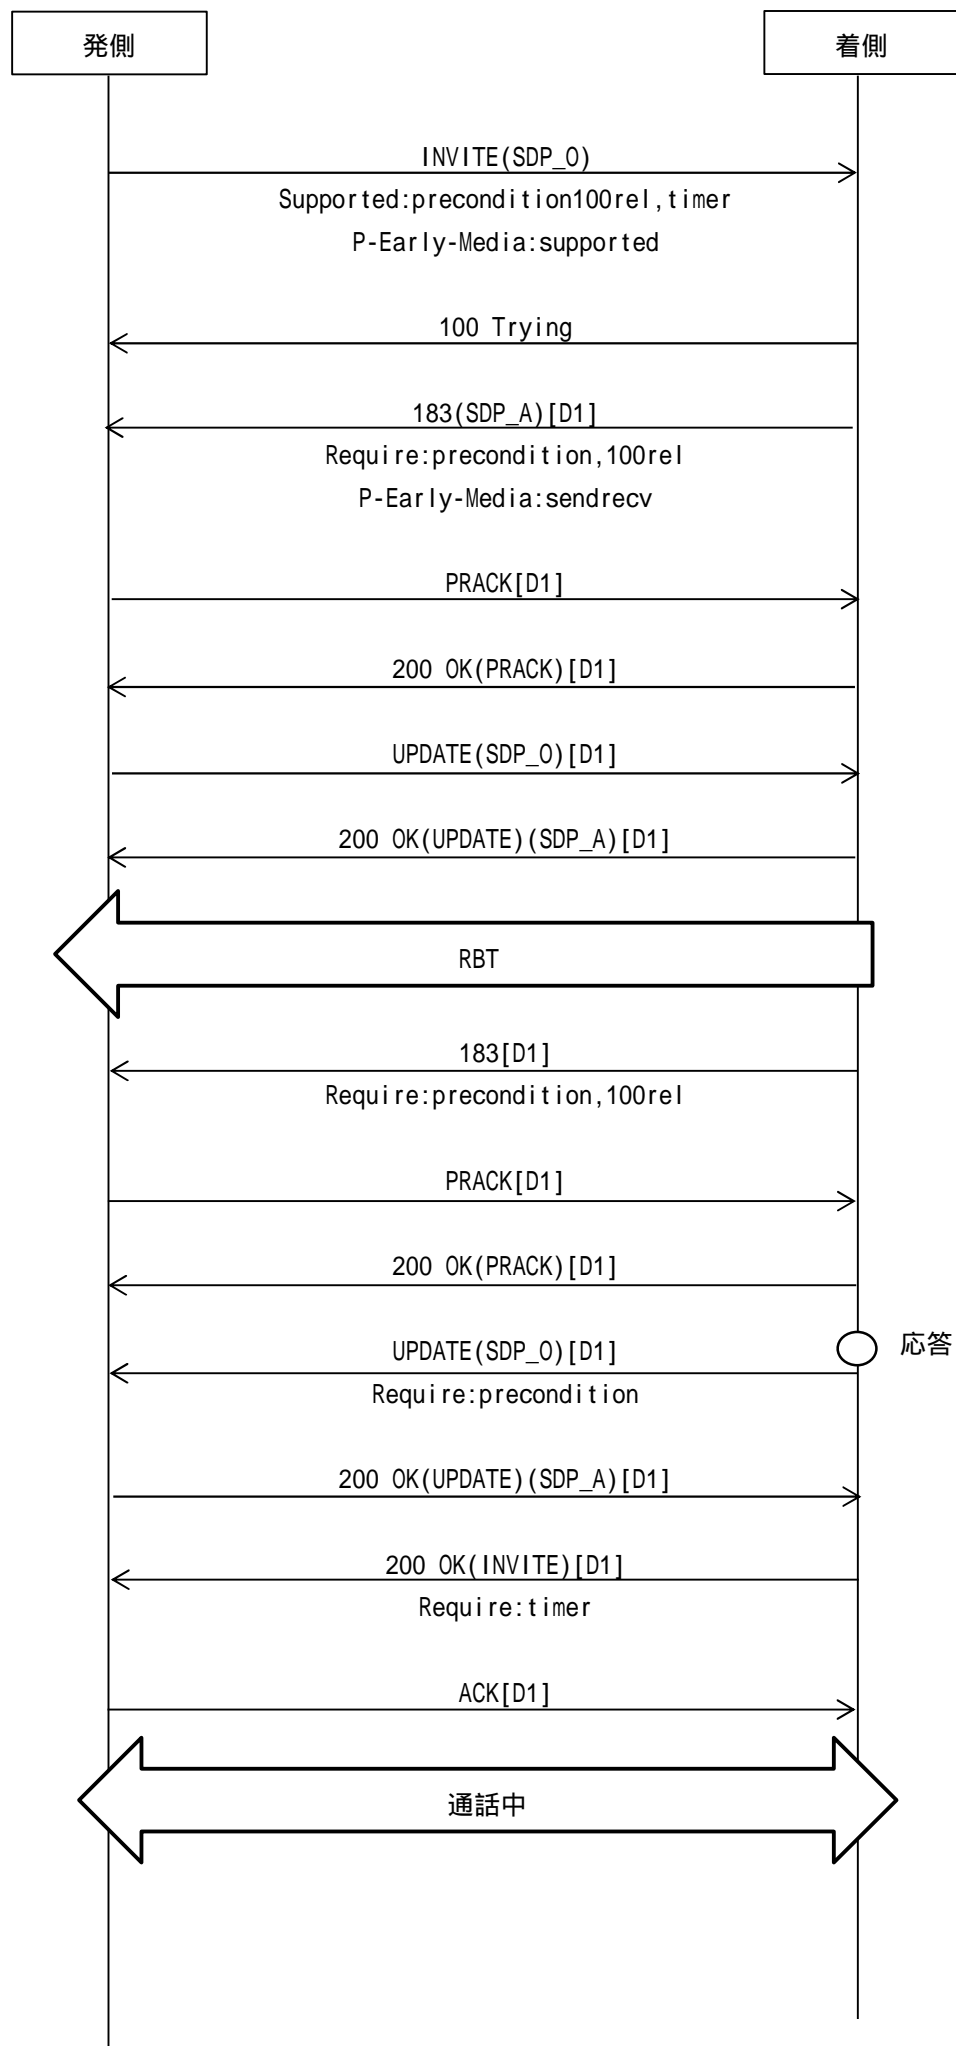 発側
着側
INVITE(SDP_O)
Supported:precondition100rel,timer
P-Early-Media:supported
100 Trying
183(SDP_A)[D1]
Require:precondition,100rel
P-Early-Media:sendrecv
PRACK[D1]
200 OK(PRACK)[D1]
UPDATE(SDP_O)[D1]
200 OK(UPDATE)(SDP_A)[D1]
RBT
183[D1]
Require:precondition,100rel
PRACK[D1]
200 OK(PRACK)[D1]
応答
UPDATE(SDP_O)[D1]
Require:precondition
200 OK(UPDATE)(SDP_A)[D1]
200 OK(INVITE)[D1]
Require:timer
ACK[D1]
通話中